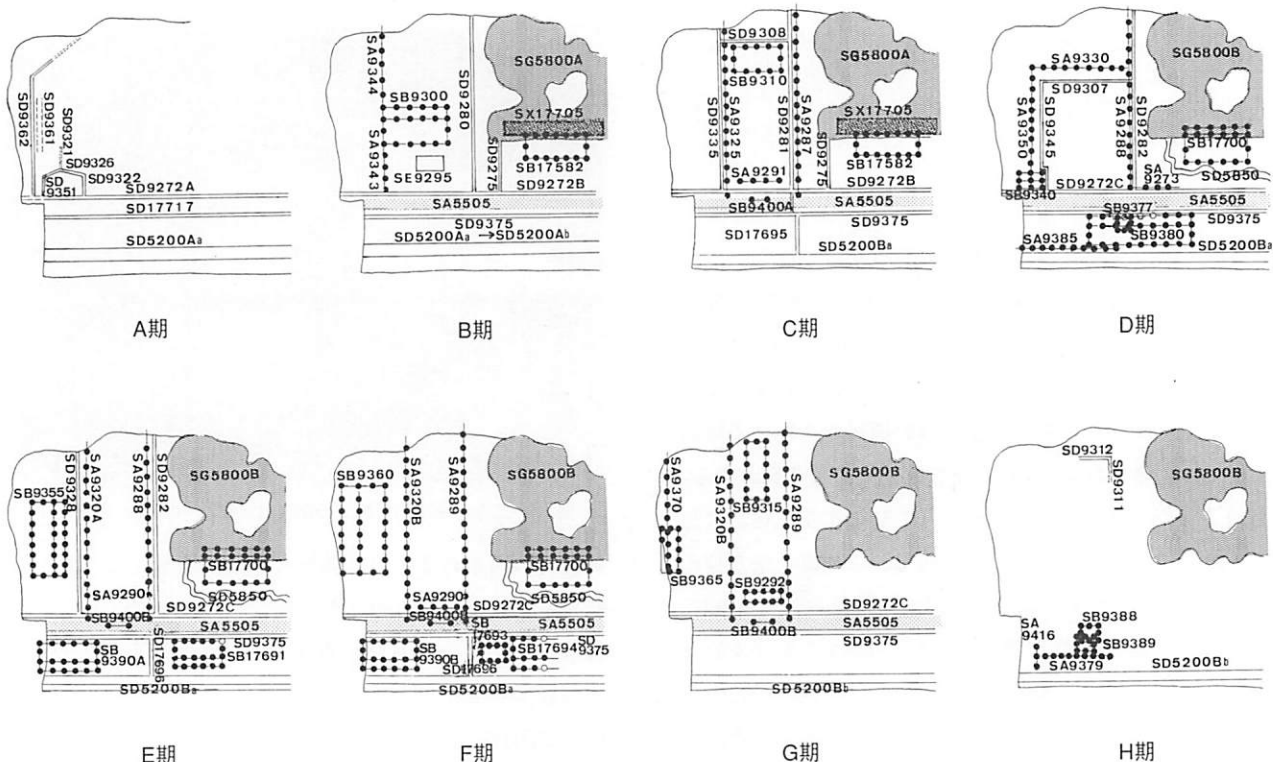 SD9362
SD9361
SD9321
SD9326
SD9322
SD
9351
SD9272A
SD17717
SD5200Aa
A期
SA9344
SB9300
SD9280
SG5800A
SX17705
SA9343
SE9295
SD9275
SB17582
SD9272B
SA5505
SD9375
SD5200Aa→SD5200Ab
B期
SD9308
SB9310
SG5800A
SD9335
SA9325
SD9281
SA9287
SX17705
SA9291
SD9275
SB17582
SD9272B
SB9400A
SA5505
SD9375
SD17695
SD5200Ba
C期
SA9330
SD9307
SG5800B
SA9350
SD9345
SA9288
SD9282
SB17700
SA
9273
SD5850
SD9272C
SB9340
SA5505
SB9377
SD9375
SB9380
SD5200Ba
SA9385
D期
SB9355
SD9328
SA9320A
SA9288
SD9282
SG5800B
SB17700
SA9290
SD5850
SD9272C
SB9400B
SA5505
SB
9390A
SD17696
SD9375
SB17691
SD5200Ba
E期
SB9360
SA9320B
SA9289
SG5800B
SB17700
SA9290
SD9272C
SD5850
SB9400B
SB
17693
SA5505
SB
9390B
SD17696
SB17694
SD
9375
SD5200Ba
F期
SA9370
SA9320B
SB9315
SA9289
SG5800B
SB9365
SB9292
SD9272C
SB9400B
SA5505
SD9375
SD5200Bb
G期
SD9312
SD9311
SG5800B
SA
9416
SB9388
SB9389
SA9379
SD5200Bb
H期